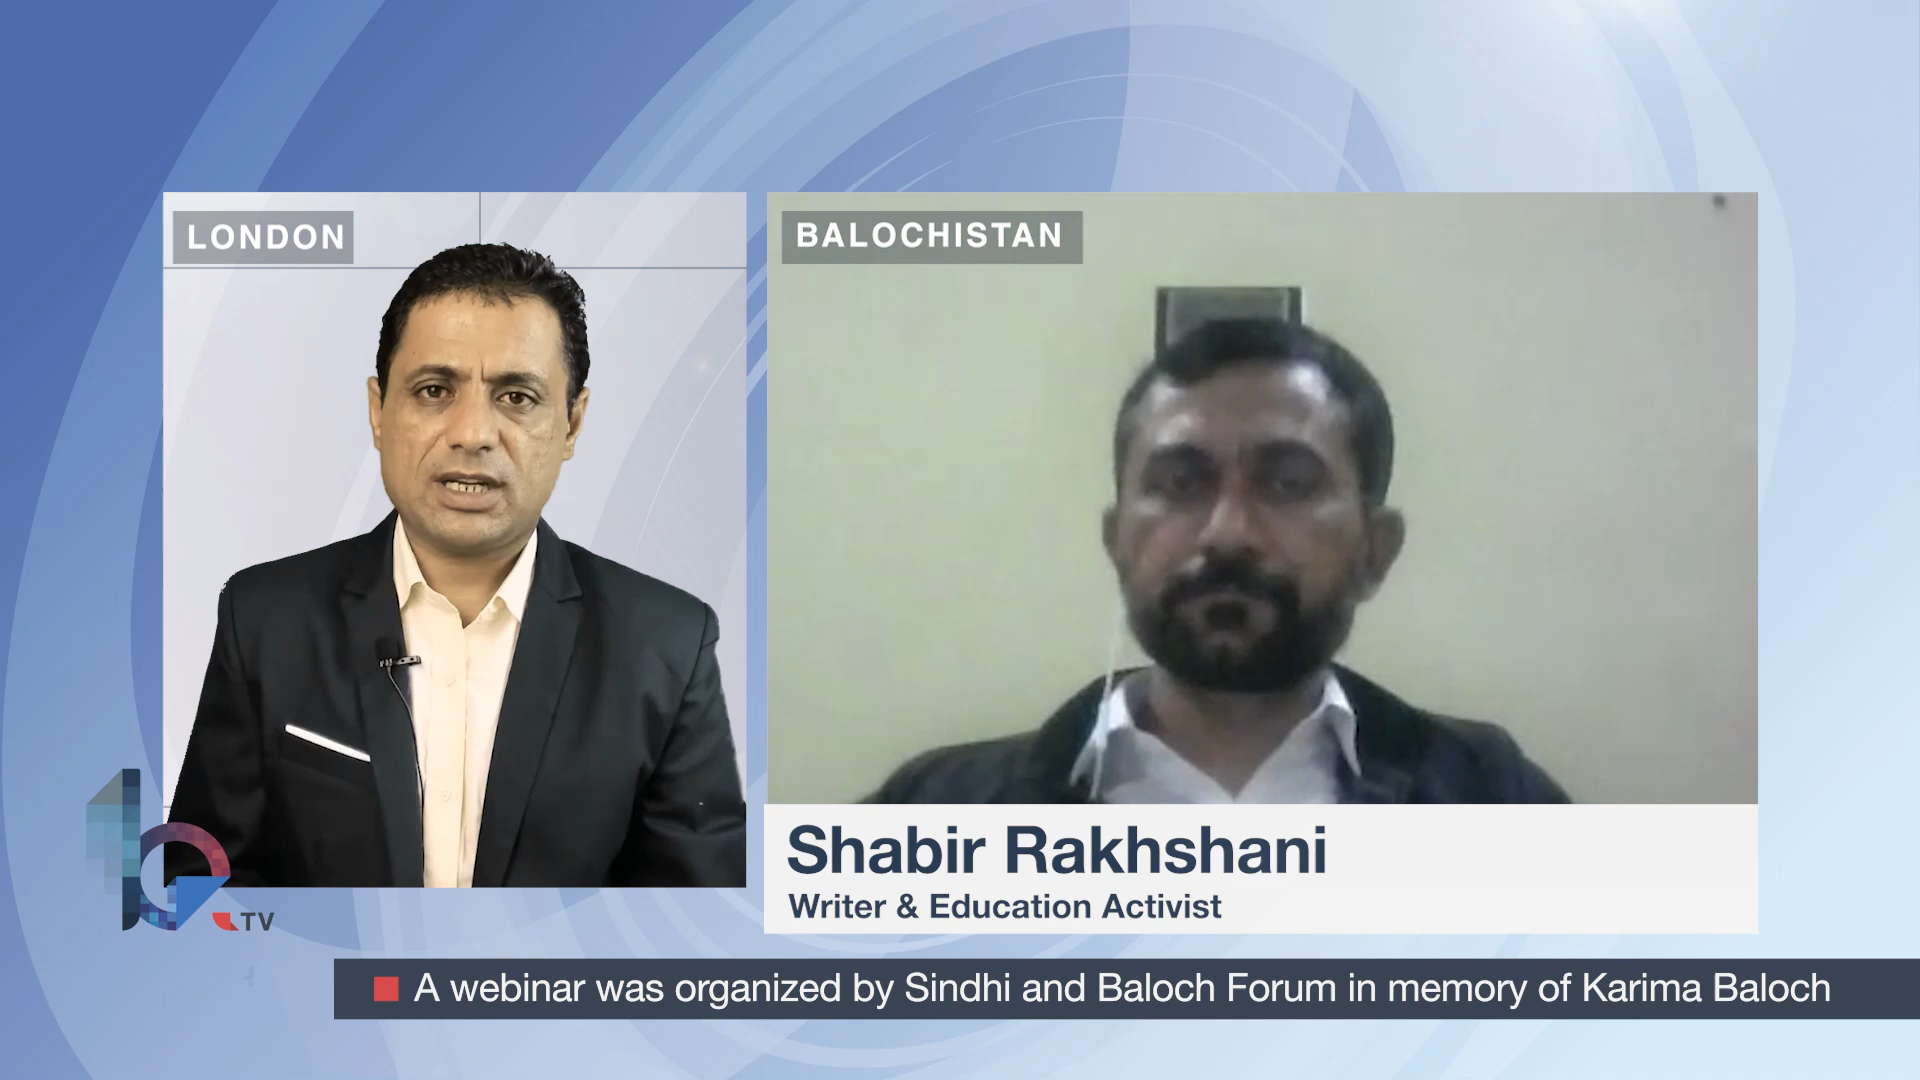 LONDON
BALOCHISTAN
Shabir Rakhshani
Writer & Education Activist
TV
A webinar was organized by Sindhi and Baloch Forum in memory of Karima Baloch